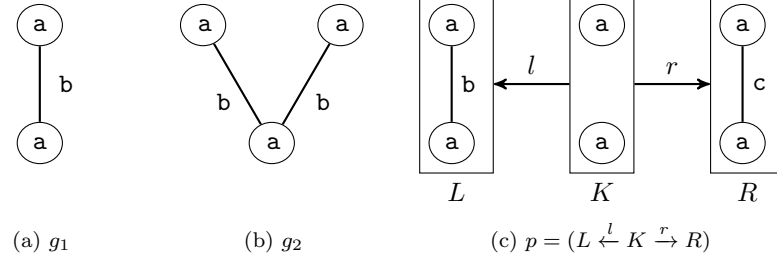 a a a a a a
b b b b l r c
a a a a a
L K R
(a) g₁ (b) g₂ (c) p = (L ←l K →r R)